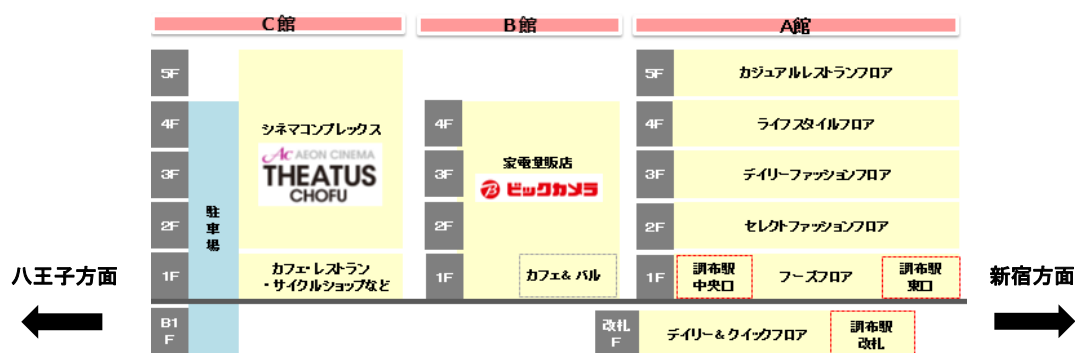 C館
B館
A館
5F
4F
3F
2F
1F
B1
F
駐
車
場
シネマコンプレックス
Ac AEON CINEMA
THEATUS
CHOFU
カフェ・レストラン
・サイクルショップなど
4F
3F
2F
1F
家電量販店
B ビックカメラ
カフェ& バル
5F
4F
3F
2F
1F
カジュアルレストランフロア
ライフスタイルフロア
デイリーファッションフロア
セレクトファッションフロア
調布駅
中央口
フーズフロア
調布駅
東口
改札
F
デイリー&クイックフロア
調布駅
改札
八王子方面
新宿方面